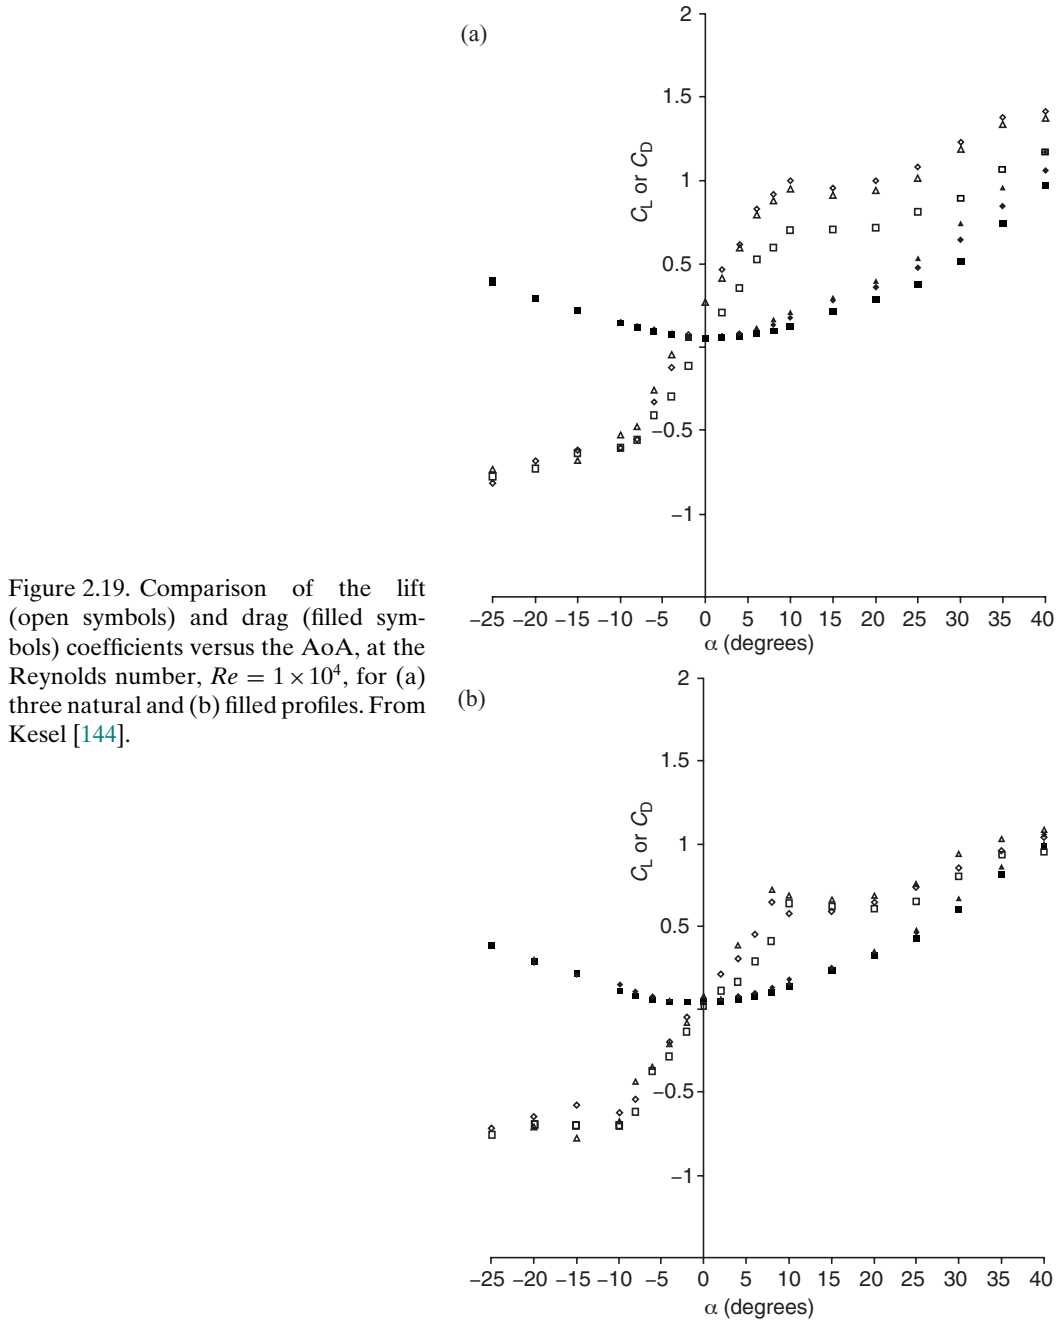 (a)
2
1.5
1
0.5
−0.5
−1
C_L or C_D
−25 −20 −15 −10 −5 0 5 10 15 20 25 30 35 40
α (degrees)
Figure 2.19. Comparison of the lift
(open symbols) and drag (filled sym-
bols) coefficients versus the AoA, at the
Reynolds number, Re = 1 × 10⁴, for (a)
three natural and (b) filled profiles. From
Kesel [144].
(b)
2
1.5
1
0.5
−0.5
−1
C_L or C_D
−25 −20 −15 −10 −5 0 5 10 15 20 25 30 35 40
α (degrees)